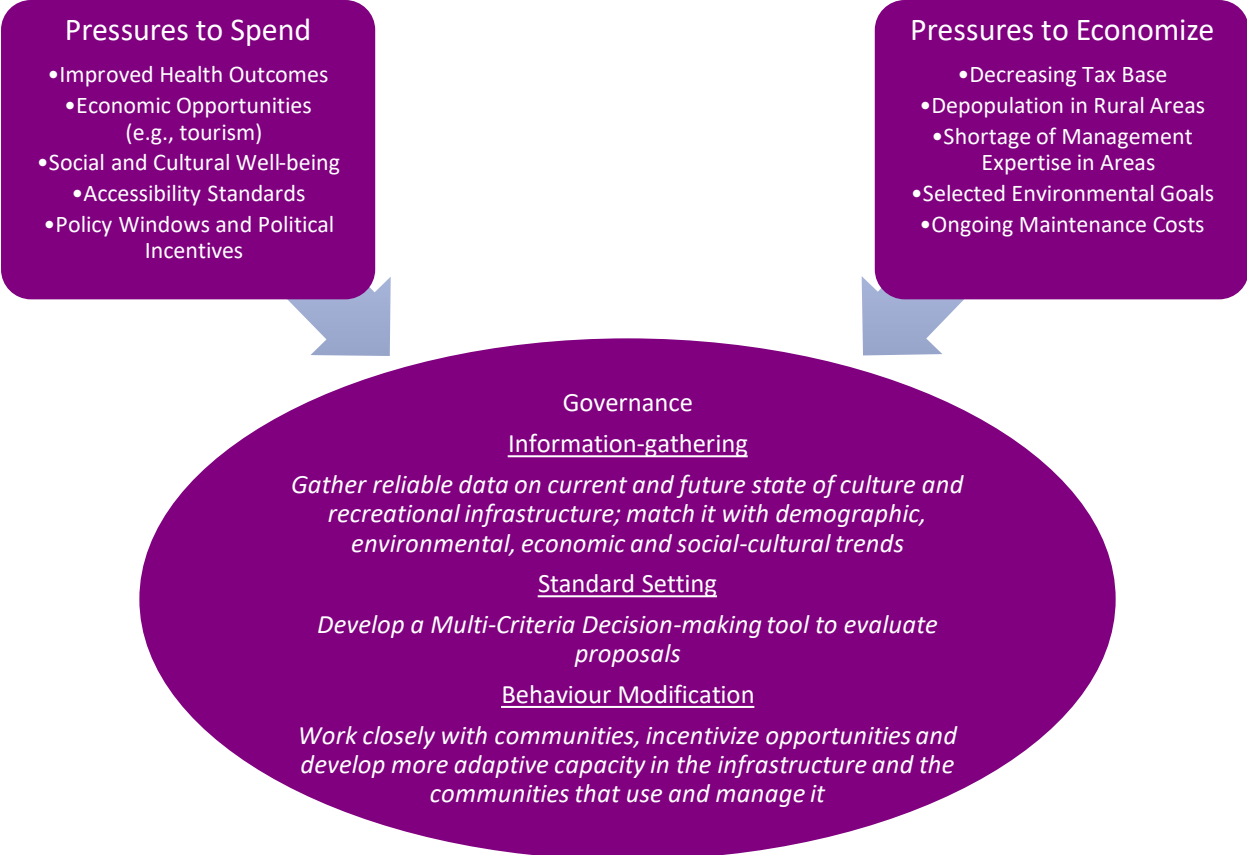 Pressures to Spend
•Improved Health Outcomes
•Economic Opportunities
(e.g., tourism)
•Social and Cultural Well-being
•Accessibility Standards
•Policy Windows and Political
Incentives
Pressures to Economize
•Decreasing Tax Base
•Depopulation in Rural Areas
•Shortage of Management
Expertise in Areas
•Selected Environmental Goals
•Ongoing Maintenance Costs
Governance
Information-gathering
Gather reliable data on current and future state of culture and
recreational infrastructure; match it with demographic,
environmental, economic and social-cultural trends
Standard Setting
Develop a Multi-Criteria Decision-making tool to evaluate
proposals
Behaviour Modification
Work closely with communities, incentivize opportunities and
develop more adaptive capacity in the infrastructure and the
communities that use and manage it